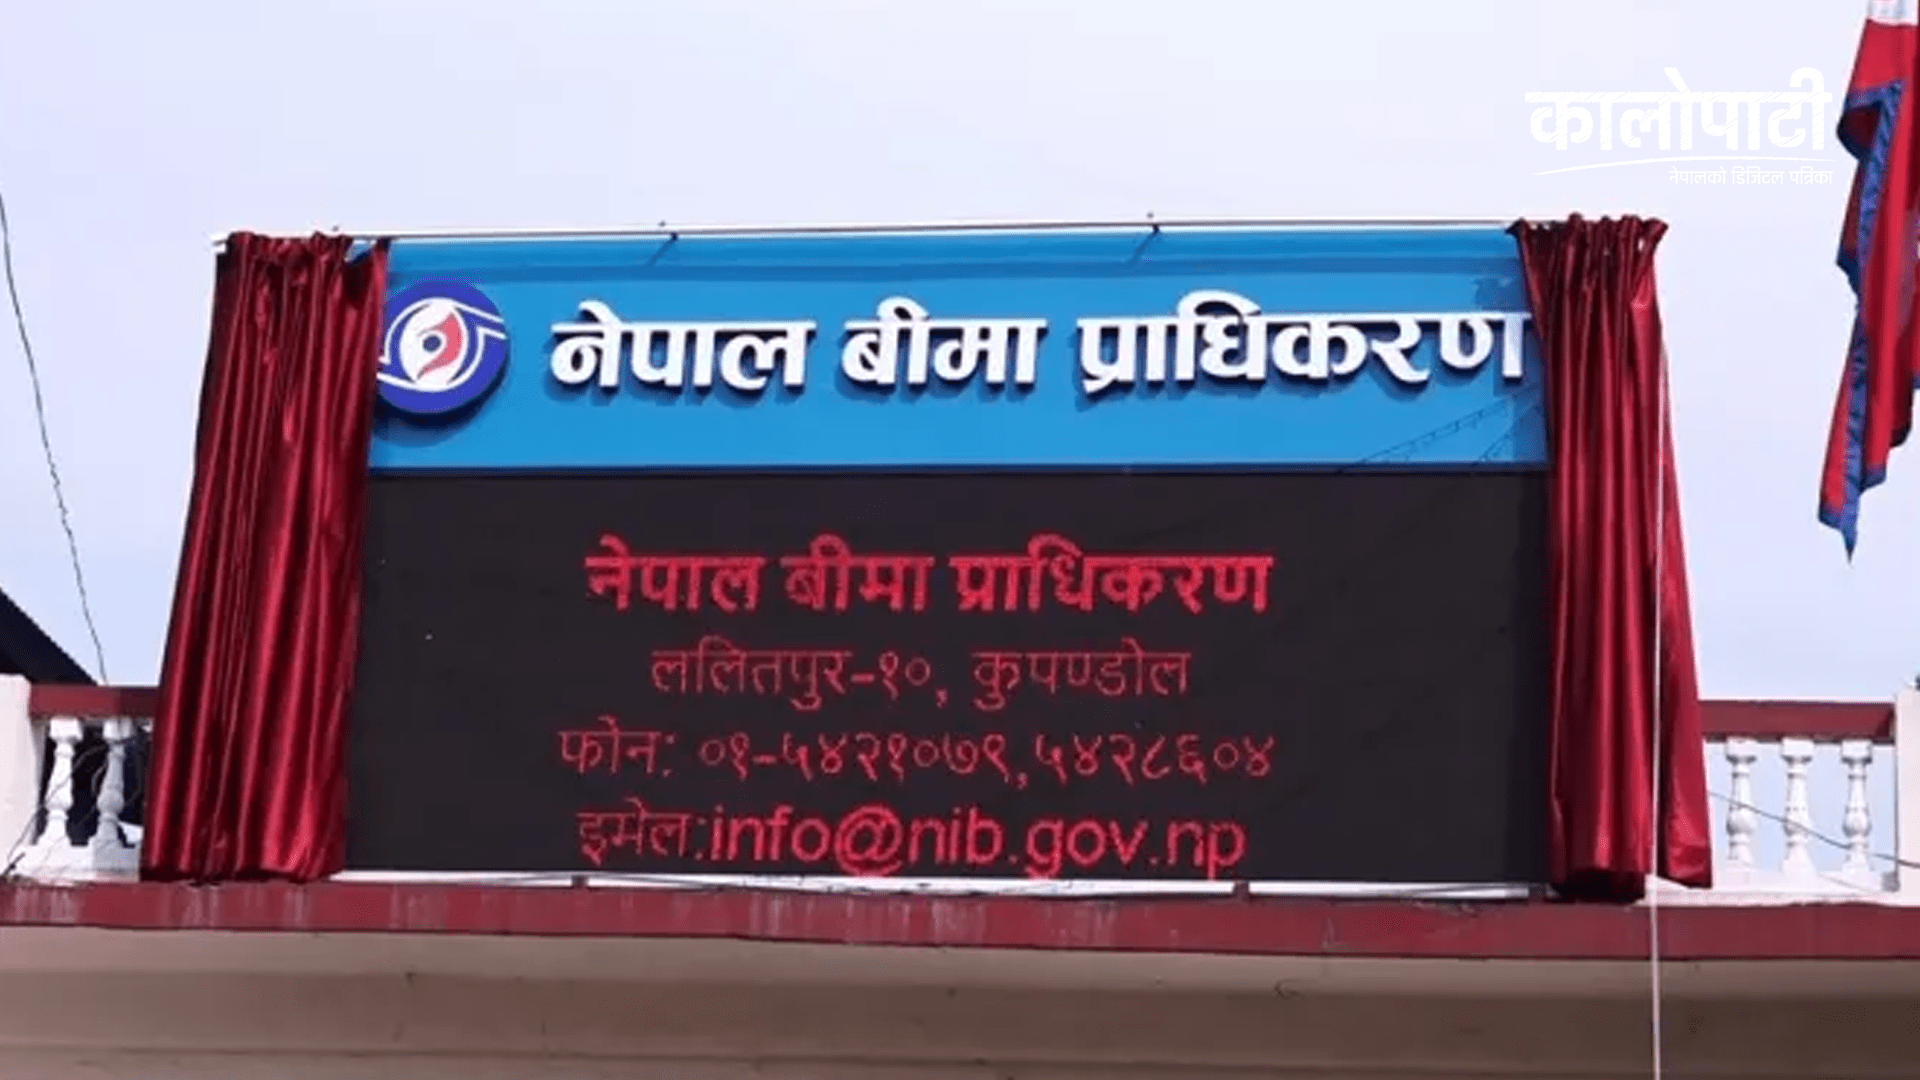 कालोपाटी
नेपालको डिजिटल पत्रिका
नेपाल बीमा प्राधिकरण
नेपाल बीमा प्राधिकरण
ललितपुर-१०, कुपण्डोल
फोन: ०१-५४२१०७९,५४२८६०४
इमेल:info@nib.gov.np